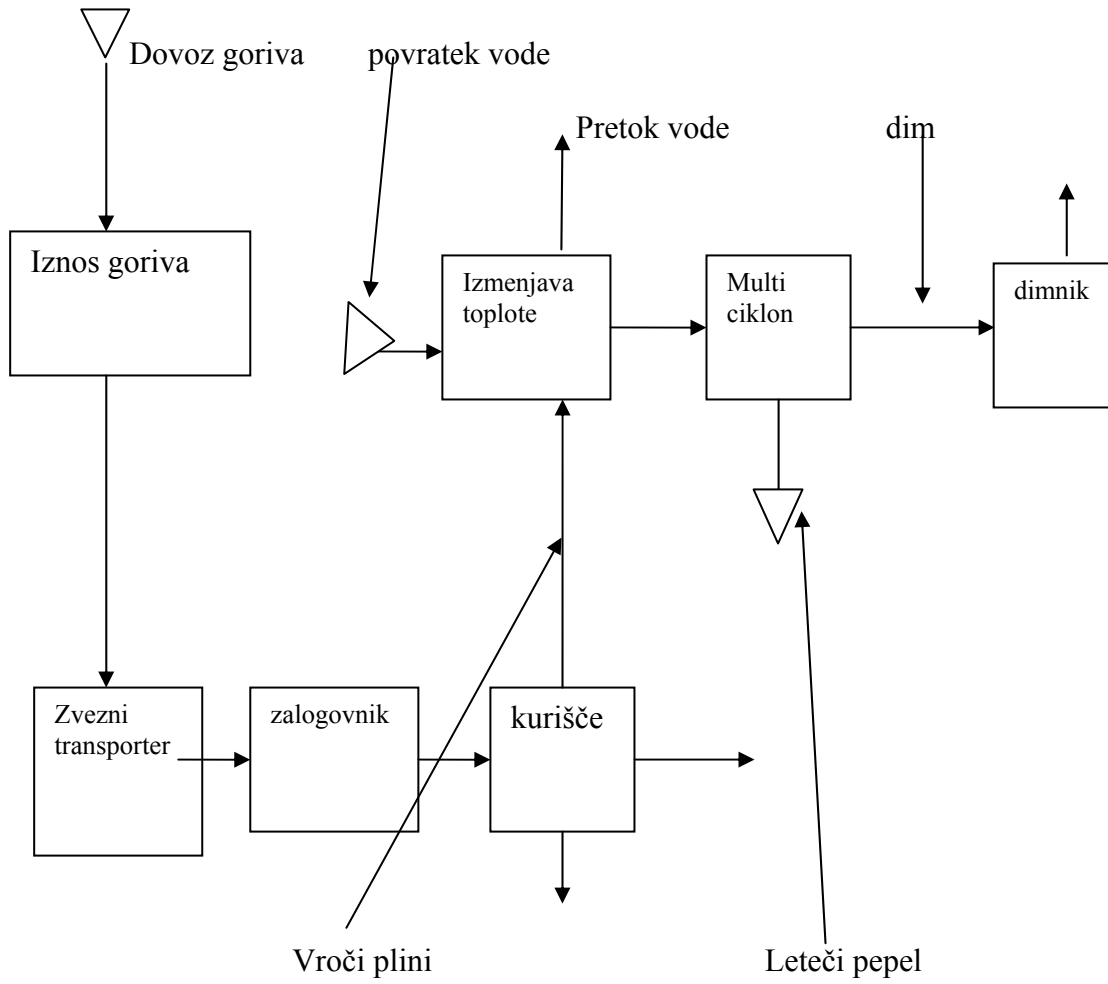 Dovoz goriva
povratek vode
Pretok vode
dim
Iznos goriva
Izmenjava
toplote
Multi
ciklon
dimnik
Zvezni
transporter
zalogovnik
kurišče
Vroči plini
Leteči pepel